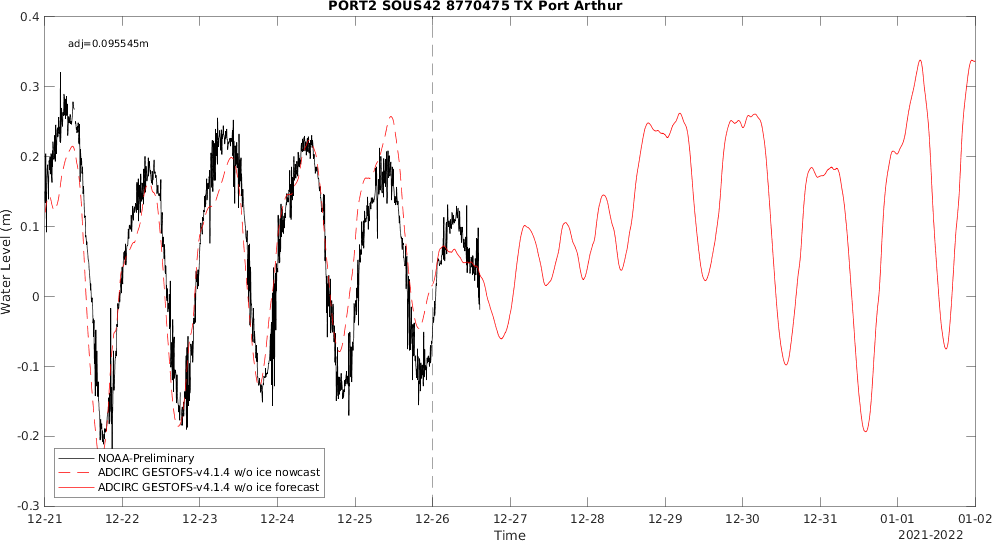 PORT2 SOUS42 8770475 TX Port Arthur
adj=0.095545m
Water Level (m)
0.4
0.3
0.2
0.1
0
-0.1
-0.2
-0.3
NOAA-Preliminary
ADCIRC GESTOFS-v4.1.4 w/o ice nowcast
ADCIRC GESTOFS-v4.1.4 w/o ice forecast
12-21 12-22 12-23 12-24 12-25 12-26 12-27 12-28 12-29 12-30 12-31 01-01 01-02
Time
2021-2022